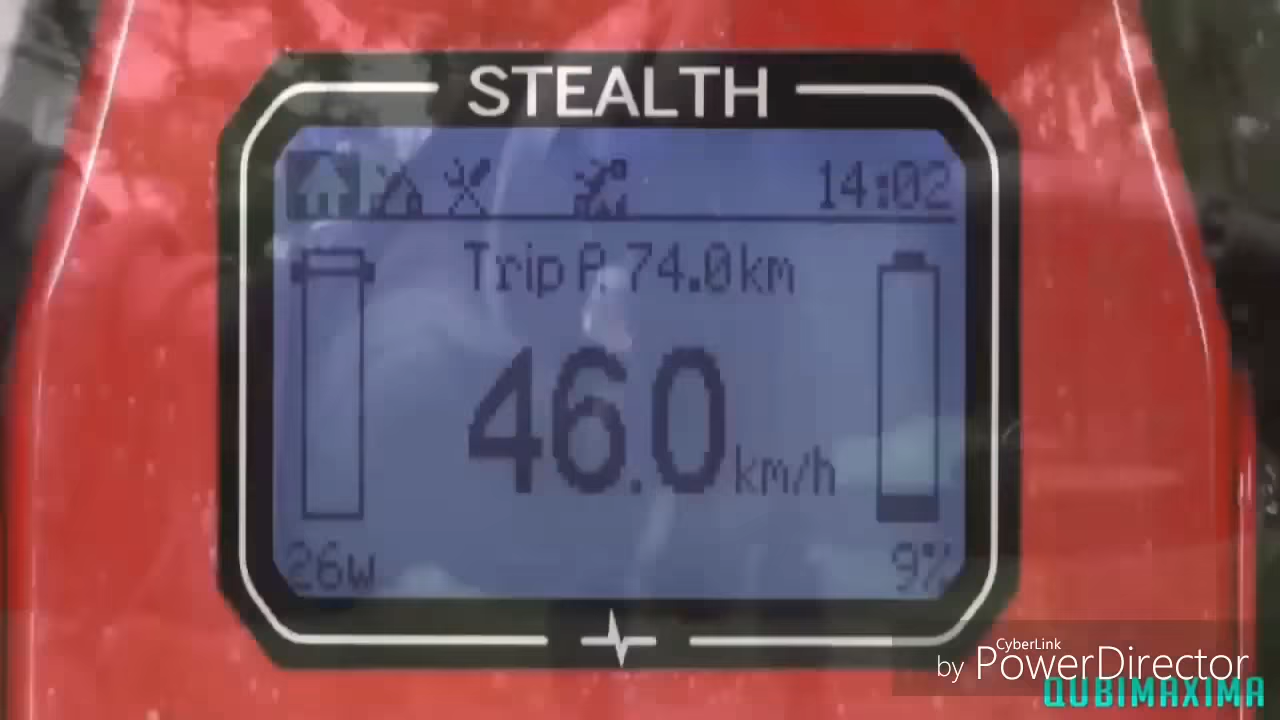 STEALTH
14:02
Trip A 74.0km
46.0 km/h
26W 9%
CyberLink
by PowerDirector
QUBIMAXIMA